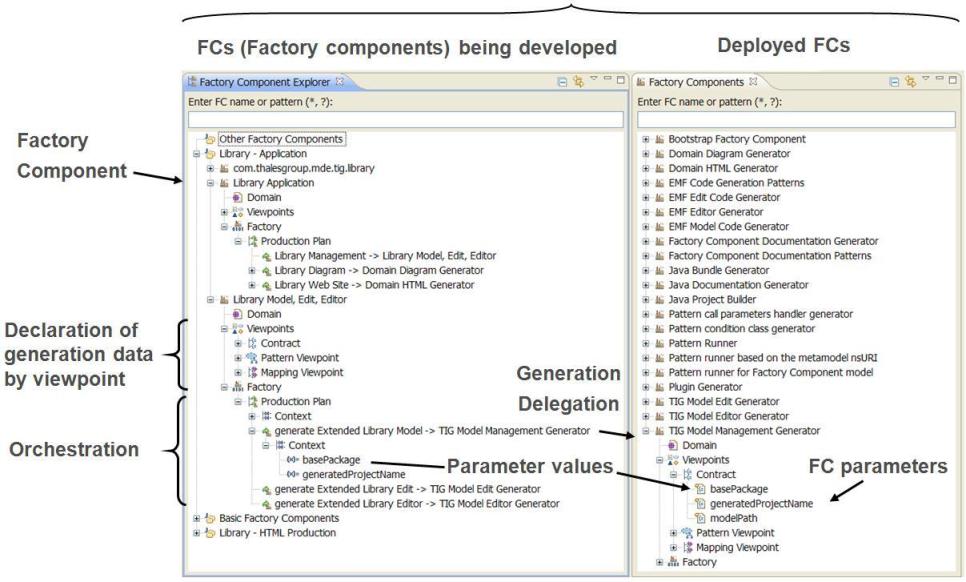 FCs (Factory components) being developed
Deployed FCs
Factory Component Explorer
Enter FC name or pattern (*, ?):
Other Factory Components
Library - Application
com.thalesgroup.mde.tig.library
Library Application
Domain
Viewpoints
Factory
Production Plan
Library Management -> Library Model, Edit, Editor
Library Diagram -> Domain Diagram Generator
Library Web Site -> Domain HTML Generator
Library Model, Edit, Editor
Domain
Viewpoints
Contract
Pattern Viewpoint
Mapping Viewpoint
Factory
Production Plan
Context
generate Extended Library Model -> TIG Model Management Generator
Context
basePackage
generatedProjectName
generate Extended Library Edit -> TIG Model Edit Generator
generate Extended Library Editor -> TIG Model Editor Generator
Basic Factory Components
Library - HTML Production
Factory Components
Enter FC name or pattern (*, ?):
Bootstrap Factory Component
Domain Diagram Generator
Domain HTML Generator
EMF Code Generation Patterns
EMF Edit Code Generator
EMF Editor Generator
EMF Model Code Generator
Factory Component Documentation Generator
Factory Component Documentation Patterns
Java Bundle Generator
Java Documentation Generator
Java Project Builder
Pattern call parameters handler generator
Pattern condition class generator
Pattern Runner
Pattern runner based on the metamodel nsURI
Pattern runner for Factory Component model
Plugin Generator
TIG Model Edit Generator
TIG Model Editor Generator
TIG Model Management Generator
Domain
Viewpoints
Contract
basePackage
generatedProjectName
modelPath
Pattern Viewpoint
Mapping Viewpoint
Factory
Factory
Component
Declaration of
generation data
by viewpoint
Orchestration
Generation
Delegation
Parameter values
FC parameters